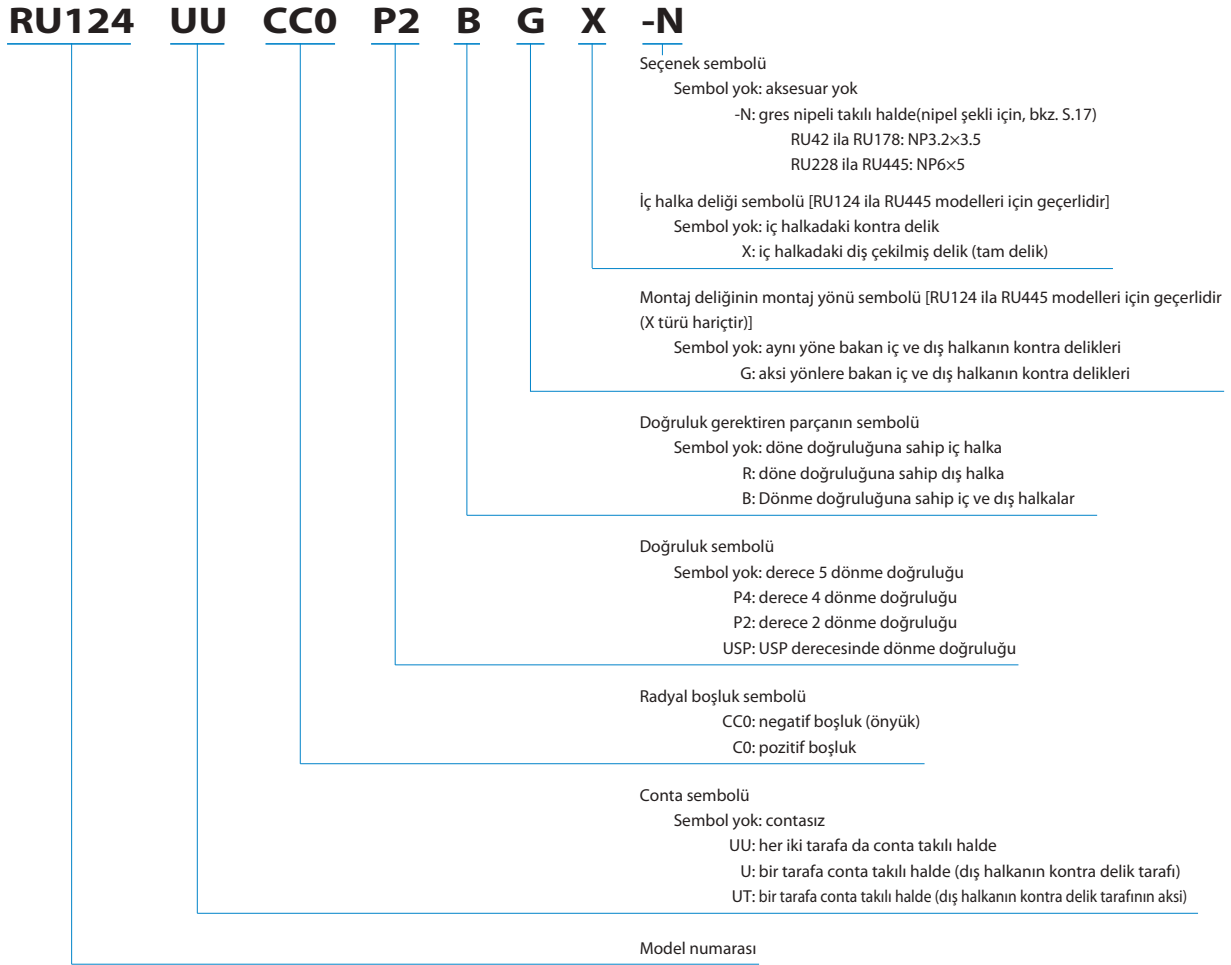 RU124 UU CC0 P2 B G X -N
Seçenek sembolü
Sembol yok: aksesuar yok
-N: gres nipeli takılı halde(nipel şekli için, bkz. S.17)
RU42 ila RU178: NP3.2×3.5
RU228 ila RU445: NP6×5
İç halka deliği sembolü [RU124 ila RU445 modelleri için geçerlidir]
Sembol yok: iç halkadaki kontra delik
X: iç halkadaki diş çekilmiş delik (tam delik)
Montaj deliğinin montaj yönü sembolü [RU124 ila RU445 modelleri için geçerlidir
(X türü hariçtir)]
Sembol yok: aynı yöne bakan iç ve dış halkanın kontra delikleri
G: aksi yönlere bakan iç ve dış halkanın kontra delikleri
Doğruluk gerektiren parçanın sembolü
Sembol yok: döne doğruluğuna sahip iç halka
R: döne doğruluğuna sahip dış halka
B: Dönme doğruluğuna sahip iç ve dış halkalar
Doğruluk sembolü
Sembol yok: derece 5 dönme doğruluğu
P4: derece 4 dönme doğruluğu
P2: derece 2 dönme doğruluğu
USP: USP derecesinde dönme doğruluğu
Radyal boşluk sembolü
CC0: negatif boşluk (önyük)
C0: pozitif boşluk
Conta sembolü
Sembol yok: contasız
UU: her iki tarafa da conta takılı halde
U: bir tarafa conta takılı halde (dış halkanın kontra delik tarafı)
UT: bir tarafa conta takılı halde (dış halkanın kontra delik tarafının aksi)
Model numarası